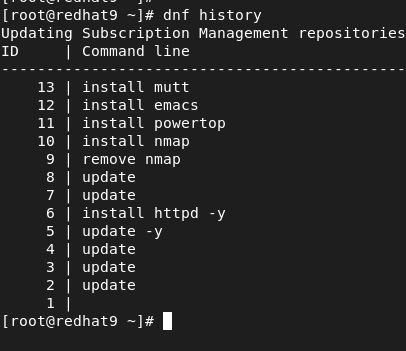 [root@redhat9 ~]#
[root@redhat9 ~]# dnf history
Updating Subscription Management repositories
ID     | Command line
---------------------------------------------
    13 | install mutt
    12 | install emacs
    11 | install powertop
    10 | install nmap
     9 | remove nmap
     8 | update
     7 | update
     6 | install httpd -y
     5 | update -y
     4 | update
     3 | update
     2 | update
     1 |
[root@redhat9 ~]#